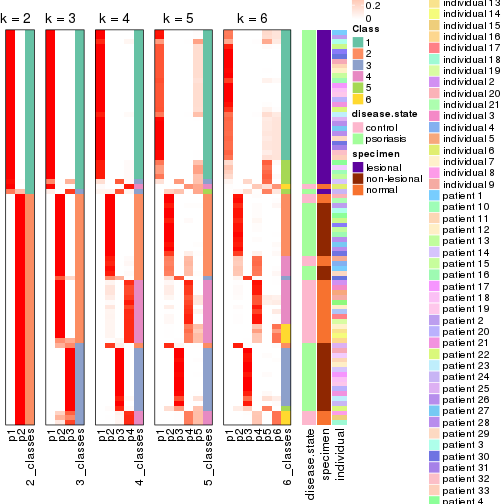 k = 2
k = 3
k = 4
k = 5
k = 6
p1
p2
2_classes
p1
p2
p3
3_classes
p1
p2
p3
p4
4_classes
p1
p2
p3
p4
p5
5_classes
p1
p2
p3
p4
p5
p6
6_classes
disease.state
specimen
individual
0.2
0
Class
1
2
3
4
5
6
disease.state
control
psoriasis
specimen
lesional
non-lesional
normal
individual 13
individual 14
individual 15
individual 16
individual 17
individual 18
individual 19
individual 2
individual 20
individual 21
individual 3
individual 4
individual 5
individual 6
individual 7
individual 8
individual 9
patient 1
patient 10
patient 11
patient 12
patient 13
patient 14
patient 15
patient 16
patient 17
patient 18
patient 19
patient 2
patient 20
patient 21
patient 22
patient 23
patient 24
patient 25
patient 26
patient 27
patient 28
patient 29
patient 3
patient 30
patient 31
patient 32
patient 33
patient 4